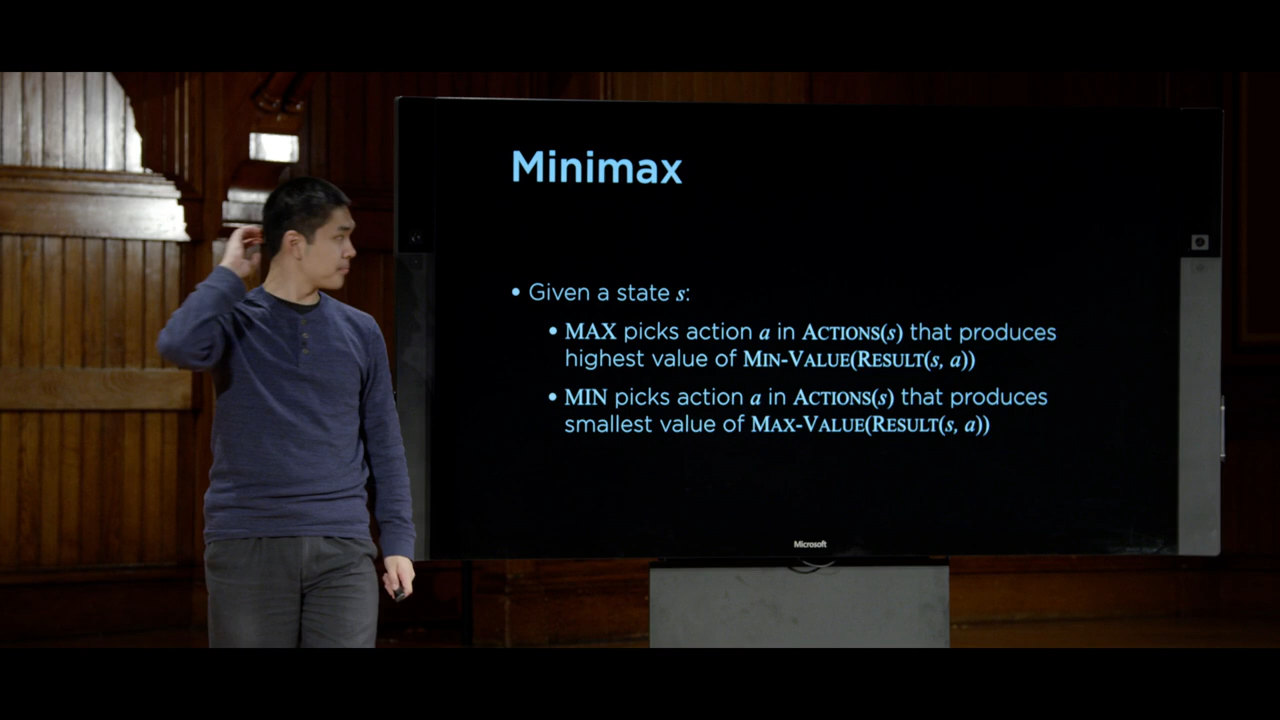 Minimax
• Given a state s:
• MAX picks action a in ACTIONS(s) that produces
highest value of MIN-VALUE(RESULT(s, a))
• MIN picks action a in ACTIONS(s) that produces
smallest value of MAX-VALUE(RESULT(s, a))
Microsoft